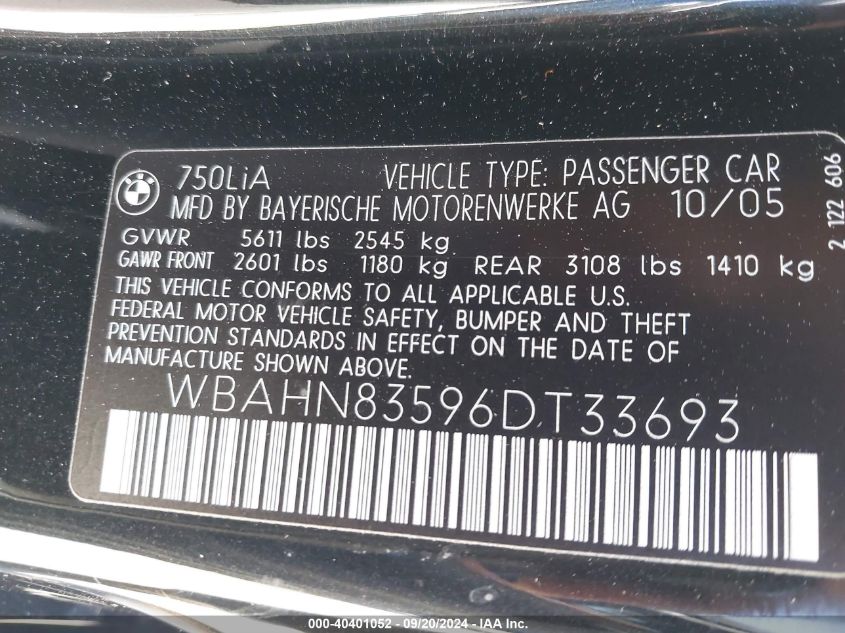 750LiA VEHICLE TYPE: PASSENGER CAR
MFD BY BAYERISCHE MOTORENWERKE AG 10/05
GVWR 5611 lbs 2545 kg
GAWR FRONT 2601 lbs 1180 kg REAR 3108 lbs 1410 kg
THIS VEHICLE CONFORMS TO ALL APPLICABLE U.S.
FEDERAL MOTOR VEHICLE SAFETY, BUMPER AND THEFT
PREVENTION STANDARDS IN EFFECT ON THE DATE OF
MANUFACTURE SHOWN ABOVE.
WBAHN83596DT33693
2 122 606
000-40401052 - 09/20/2024 - IAA Inc.